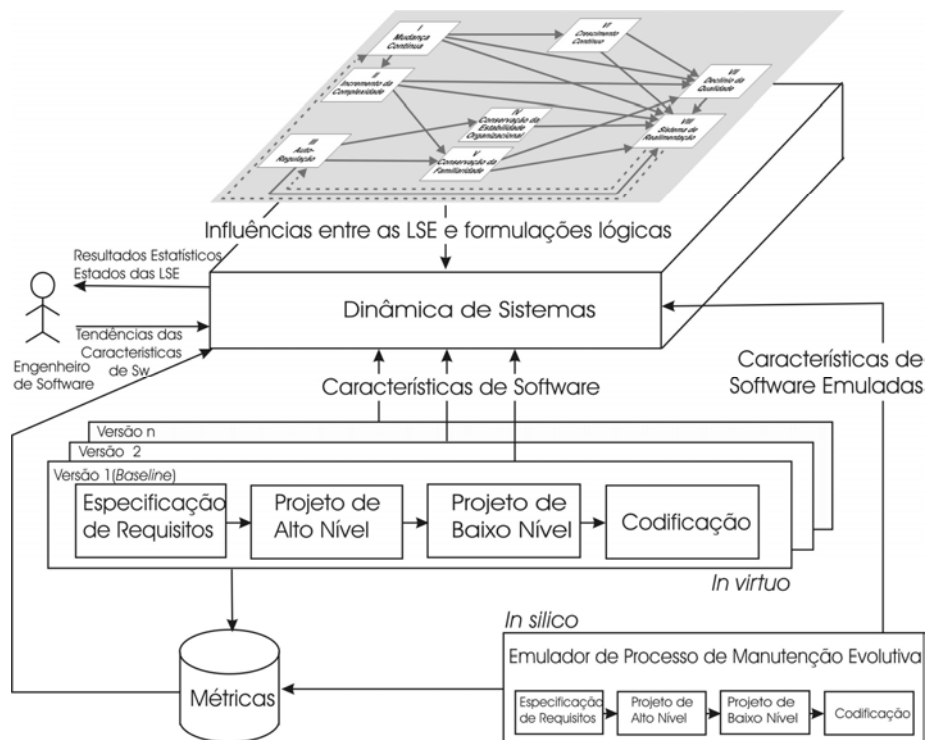 I
Mudança
Contínua
VI
Crescimento
Contínuo
II
Incremento da
Complexidade
VII
Declínio da
Qualidade
III
Auto-
Regulação
IV
Conservação da
Estabilidade
Organizacional
V
Conservação da
Familiaridade
VIII
Sistema de
Realimentação
Influências entre as LSE e formulações lógicas
Resultados Estatísticos
Estados das LSE
Dinâmica de Sistemas
Tendências das
Características
de Sw
Engenheiro
de Software
Características de Software
Características de
Software Emuladas
Versão n
Versão 2
Versão 1(Baseline)
Especificação
de Requisitos
Projeto de
Alto Nível
Projeto de
Baixo Nível
Codificação
In virtuo
In silico
Métricas
Emulador de Processo de Manutenção Evolutiva
Especificação
de Requisitos
Projeto de
Alto Nível
Projeto de
Baixo Nível
Codificação